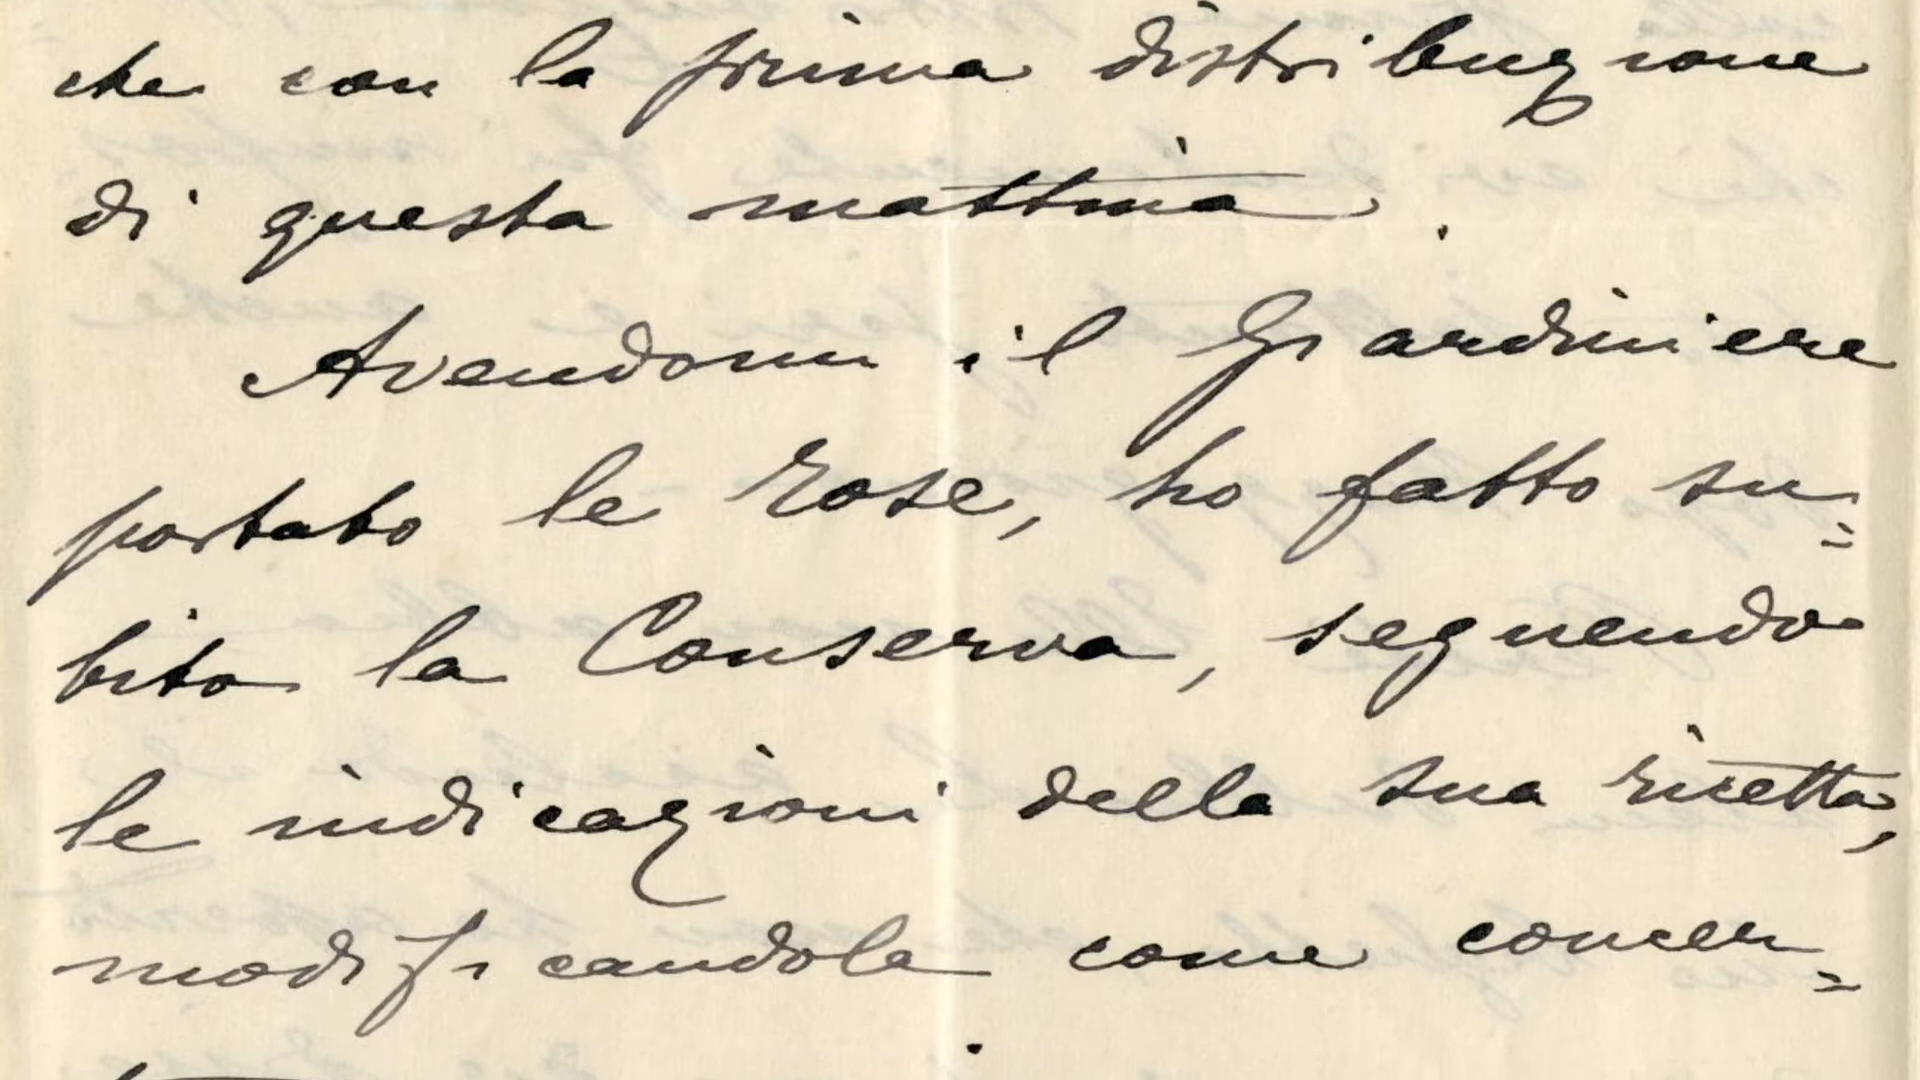 che con la prima distribuzione
di questa mattina.
Avendomi il Giardiniere
portato le rose, ho fatto su=
bito la Conserva, seguendo
le indicazioni della sua ricetta,
modificandola come concer=